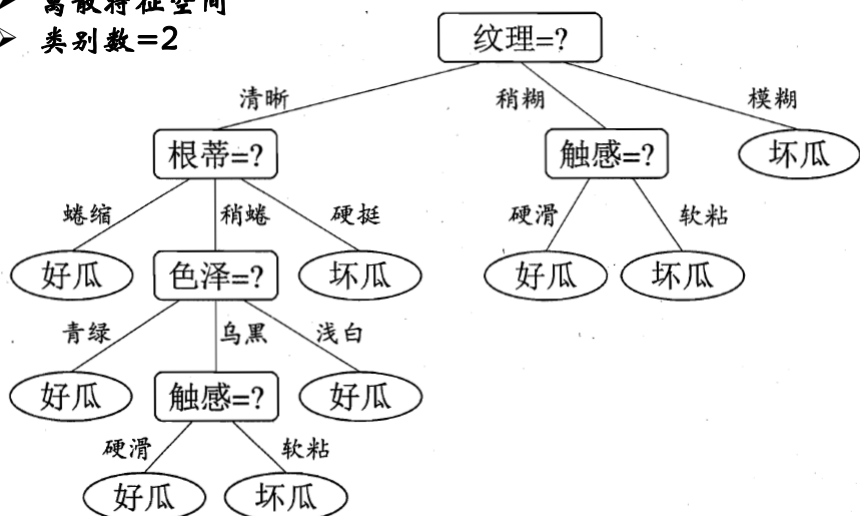 离散特征空间
类别数=2
纹理=?
清晰 稍糊 模糊
根蒂=? 触感=? 坏瓜
蜷缩 稍蜷 硬挺 硬滑 软粘
好瓜 色泽=? 坏瓜 好瓜 坏瓜
青绿 乌黑 浅白
好瓜 触感=? 好瓜
硬滑 软粘
好瓜 坏瓜